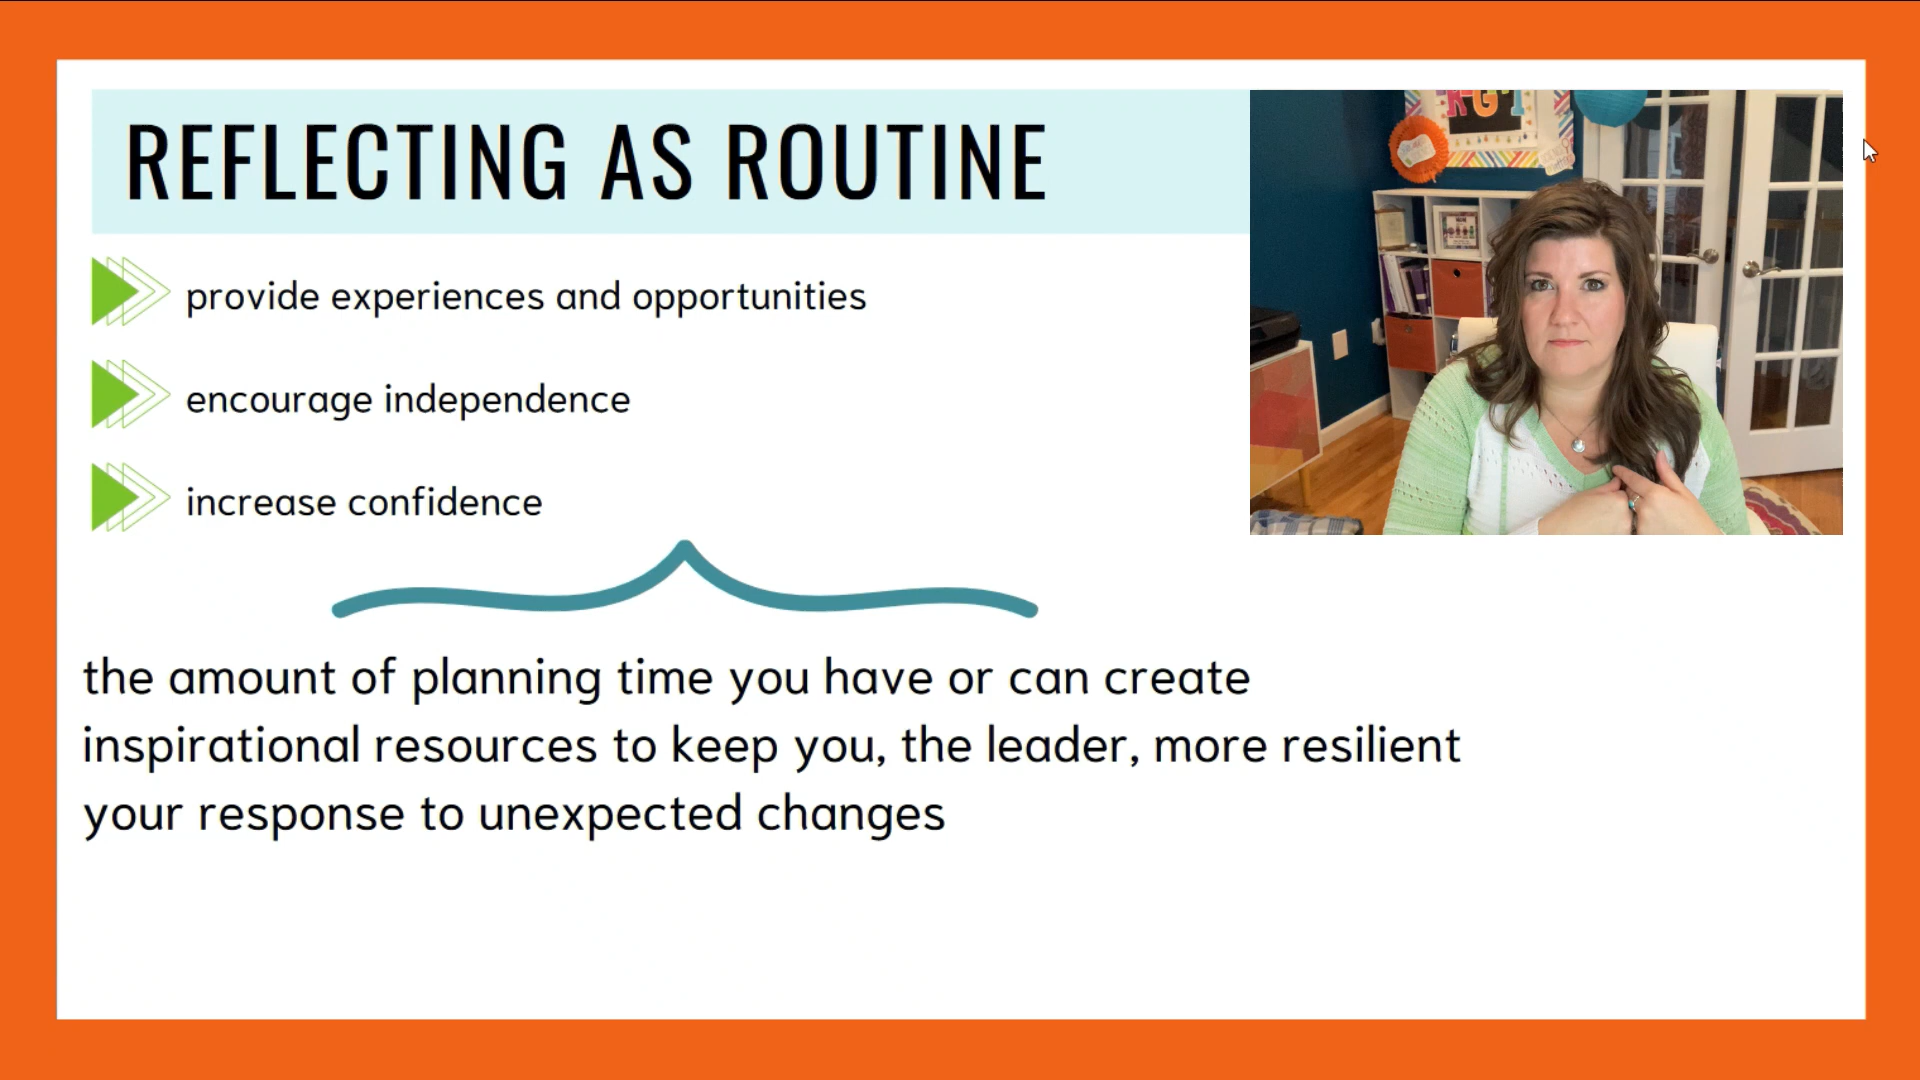 REFLECTING AS ROUTINE
provide experiences and opportunities
encourage independence
increase confidence
the amount of planning time you have or can create
inspirational resources to keep you, the leader, more resilient
your response to unexpected changes